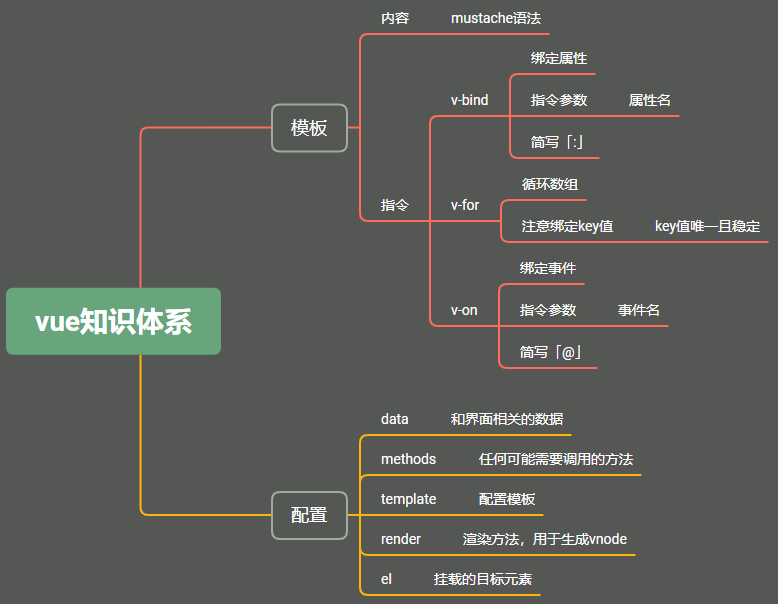 vue知识体系
模板
内容 mustache语法
指令
v-bind
绑定属性
指令参数 属性名
简写「:」
v-for
循环数组
注意绑定key值 key值唯一且稳定
v-on
绑定事件
指令参数 事件名
简写「@」
配置
data 和界面相关的数据
methods 任何可能需要调用的方法
template 配置模板
render 渲染方法，用于生成vnode
el 挂载的目标元素